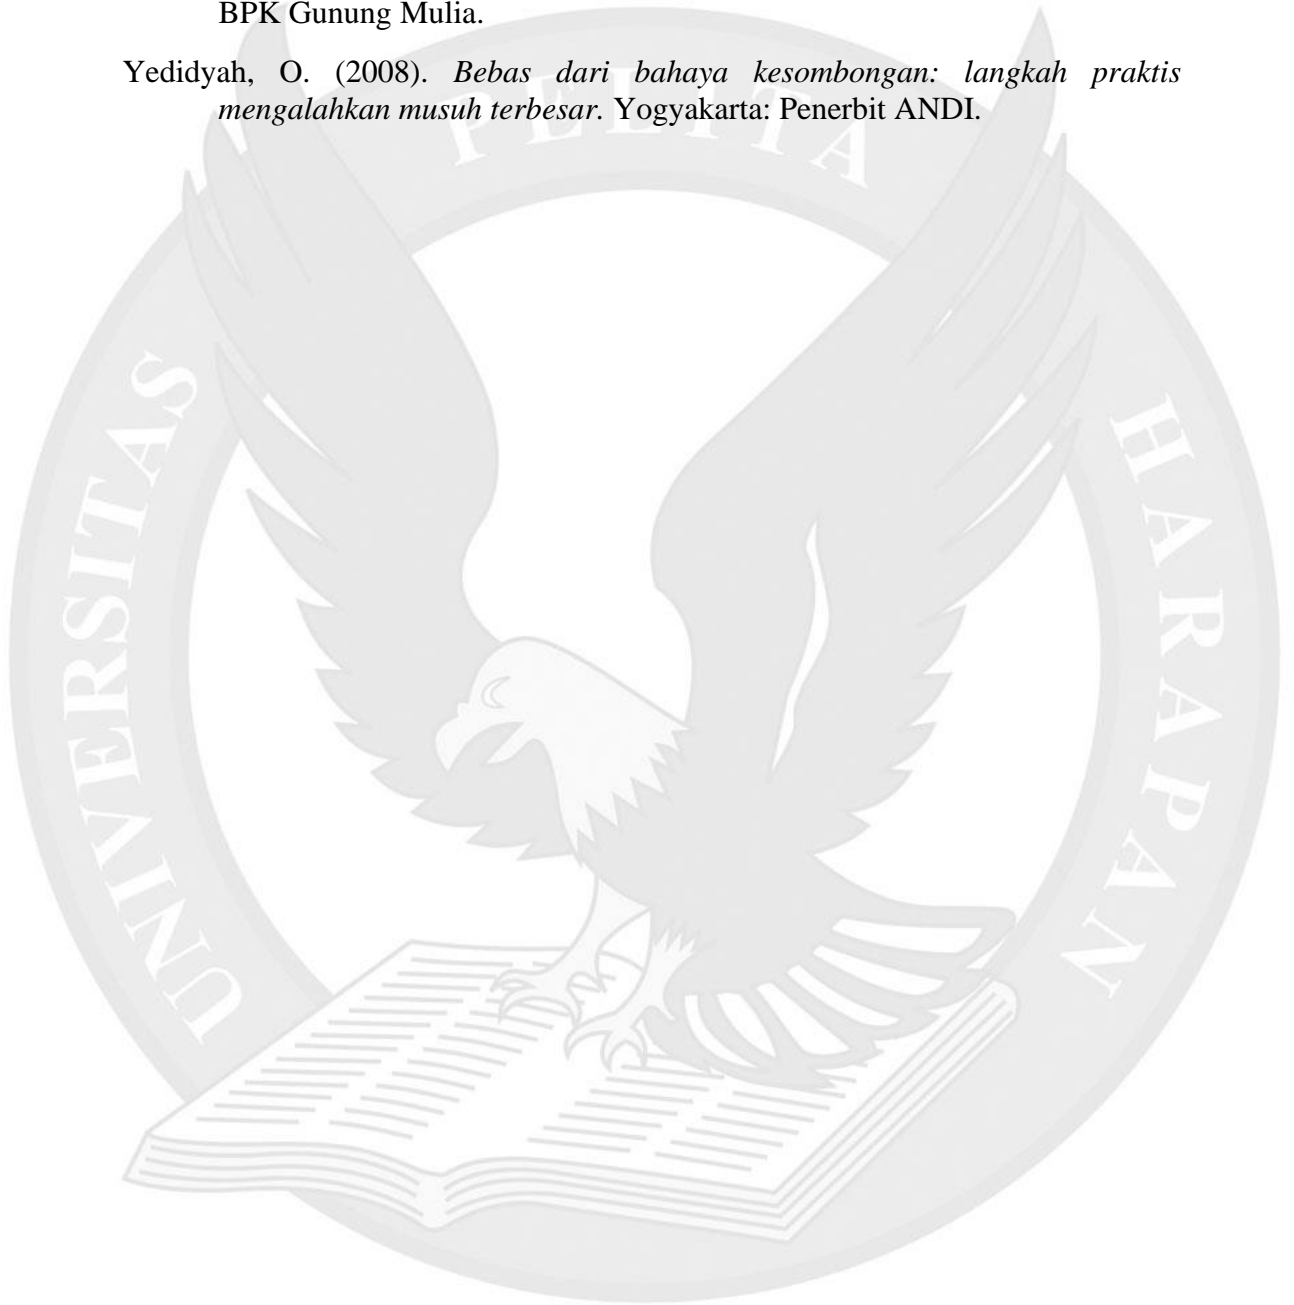 BPK Gunung Mulia.
Yedidyah, O. (2008). Bebas dari bahaya kesombongan: langkah praktis
mengalahkan musuh terbesar. Yogyakarta: Penerbit ANDI.
UNIVERSITAS PELITA HARAPAN